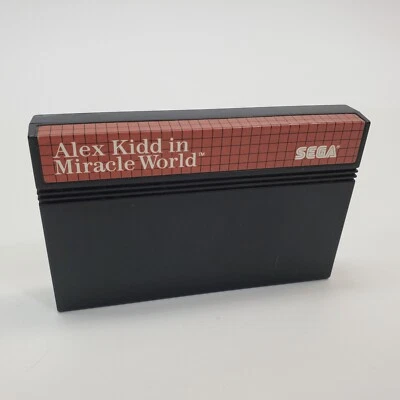 Alex Kidd in
Miracle World™
SEGA